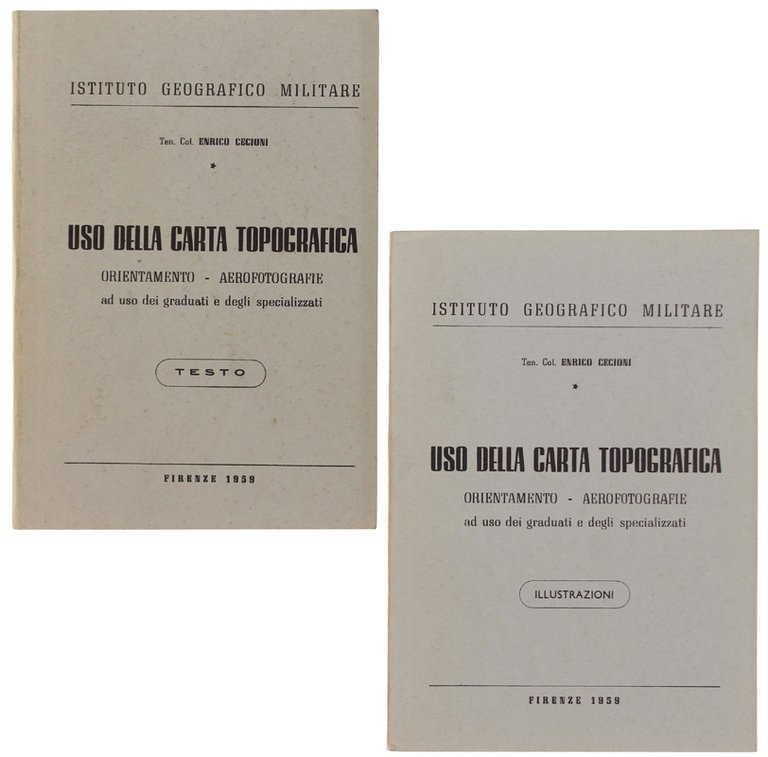 ISTITUTO GEOGRAFICO MILITARE
Ten. Col. ENRICO CECIONI
*
USO DELLA CARTA TOPOGRAFICA
ORIENTAMENTO - AEROFOTOGRAFIE
ad uso dei graduati e degli specializzati
TESTO
FIRENZE 1959
ISTITUTO GEOGRAFICO MILITARE
Ten. Col. ENRICO CECIONI
*
USO DELLA CARTA TOPOGRAFICA
ORIENTAMENTO - AEROFOTOGRAFIE
ad uso dei graduati e degli specializzati
ILLUSTRAZIONI
FIRENZE 1959